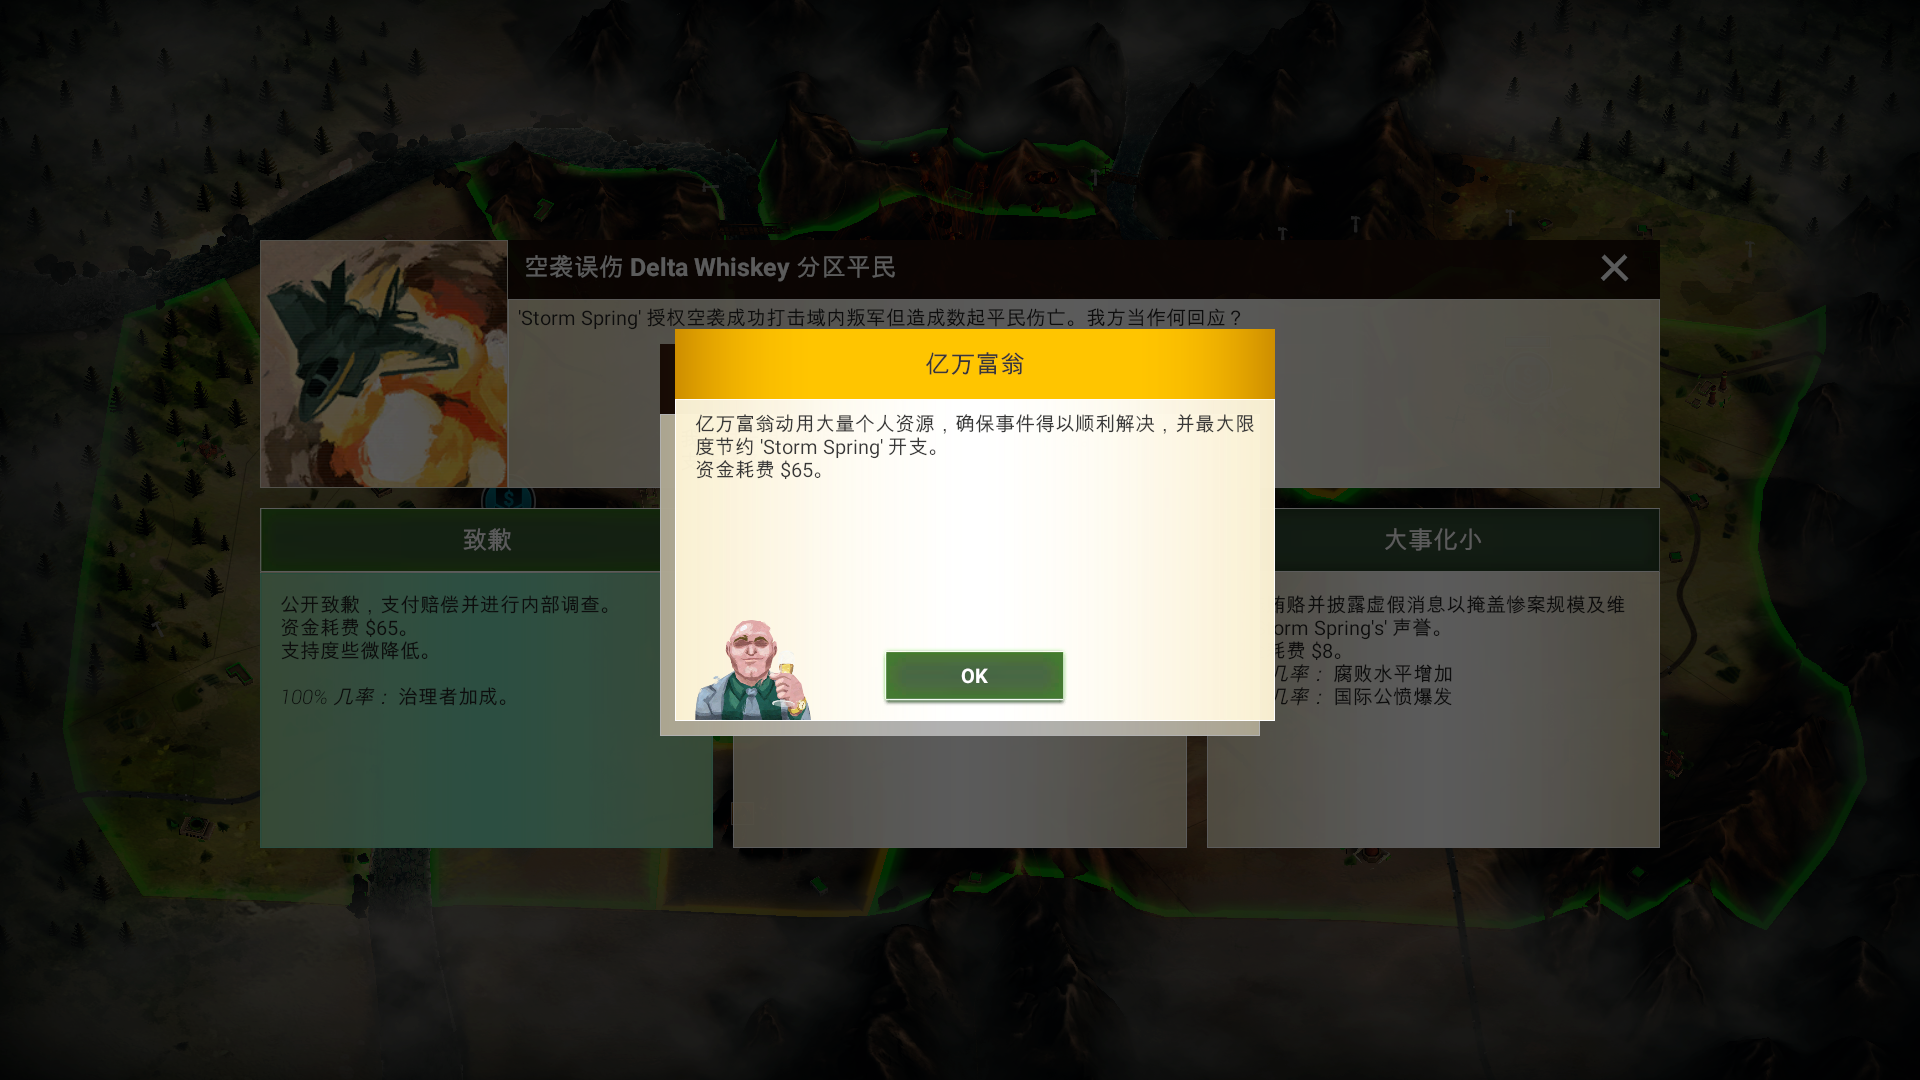 空袭误伤 Delta Whiskey 分区平民
'Storm Spring' 授权空袭成功打击域内叛军但造成数起平民伤亡。我方当作何回应？
亿万富翁
亿万富翁动用大量个人资源，确保事件得以顺利解决，并最大限
度节约 'Storm Spring' 开支。
资金耗费 $65。
OK
致歉
公开致歉，支付赔偿并进行内部调查。
资金耗费 $65。
支持度些微降低。
100% 几率： 治理者加成。
大事化小
贿赂并披露虚假消息以掩盖惨案规模及维
Spring's' 声誉。
耗费 $8。
几率： 腐败水平增加
几率： 国际公愤爆发